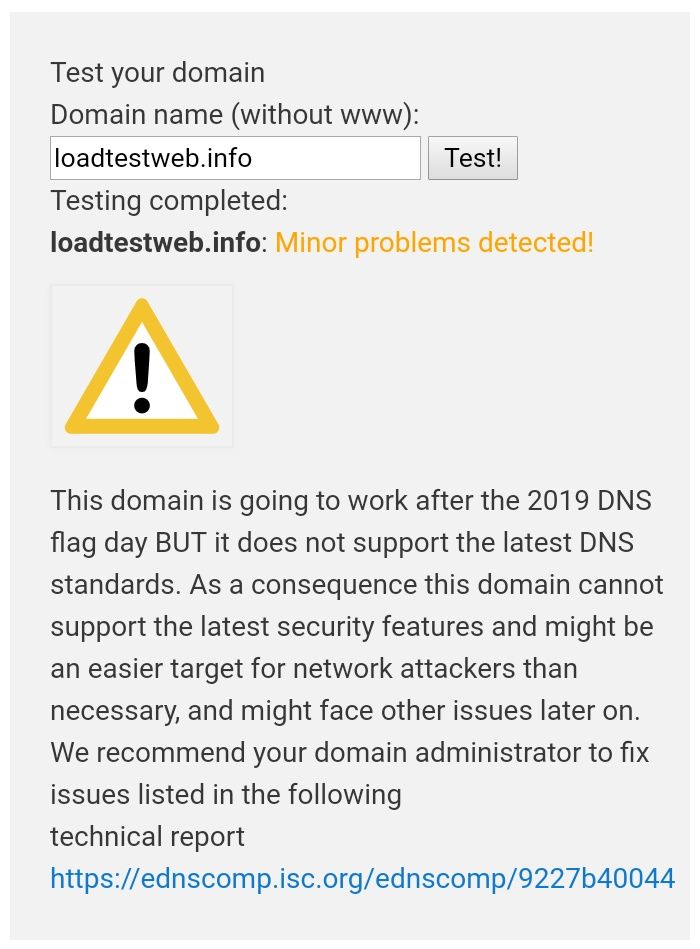 Test your domain
Domain name (without www):
loadtestweb.info Test!
Testing completed:
loadtestweb.info: Minor problems detected!
This domain is going to work after the 2019 DNS
flag day BUT it does not support the latest DNS
standards. As a consequence this domain cannot
support the latest security features and might be
an easier target for network attackers than
necessary, and might face other issues later on.
We recommend your domain administrator to fix
issues listed in the following
technical report
https://ednscomp.isc.org/ednscomp/9227b40044